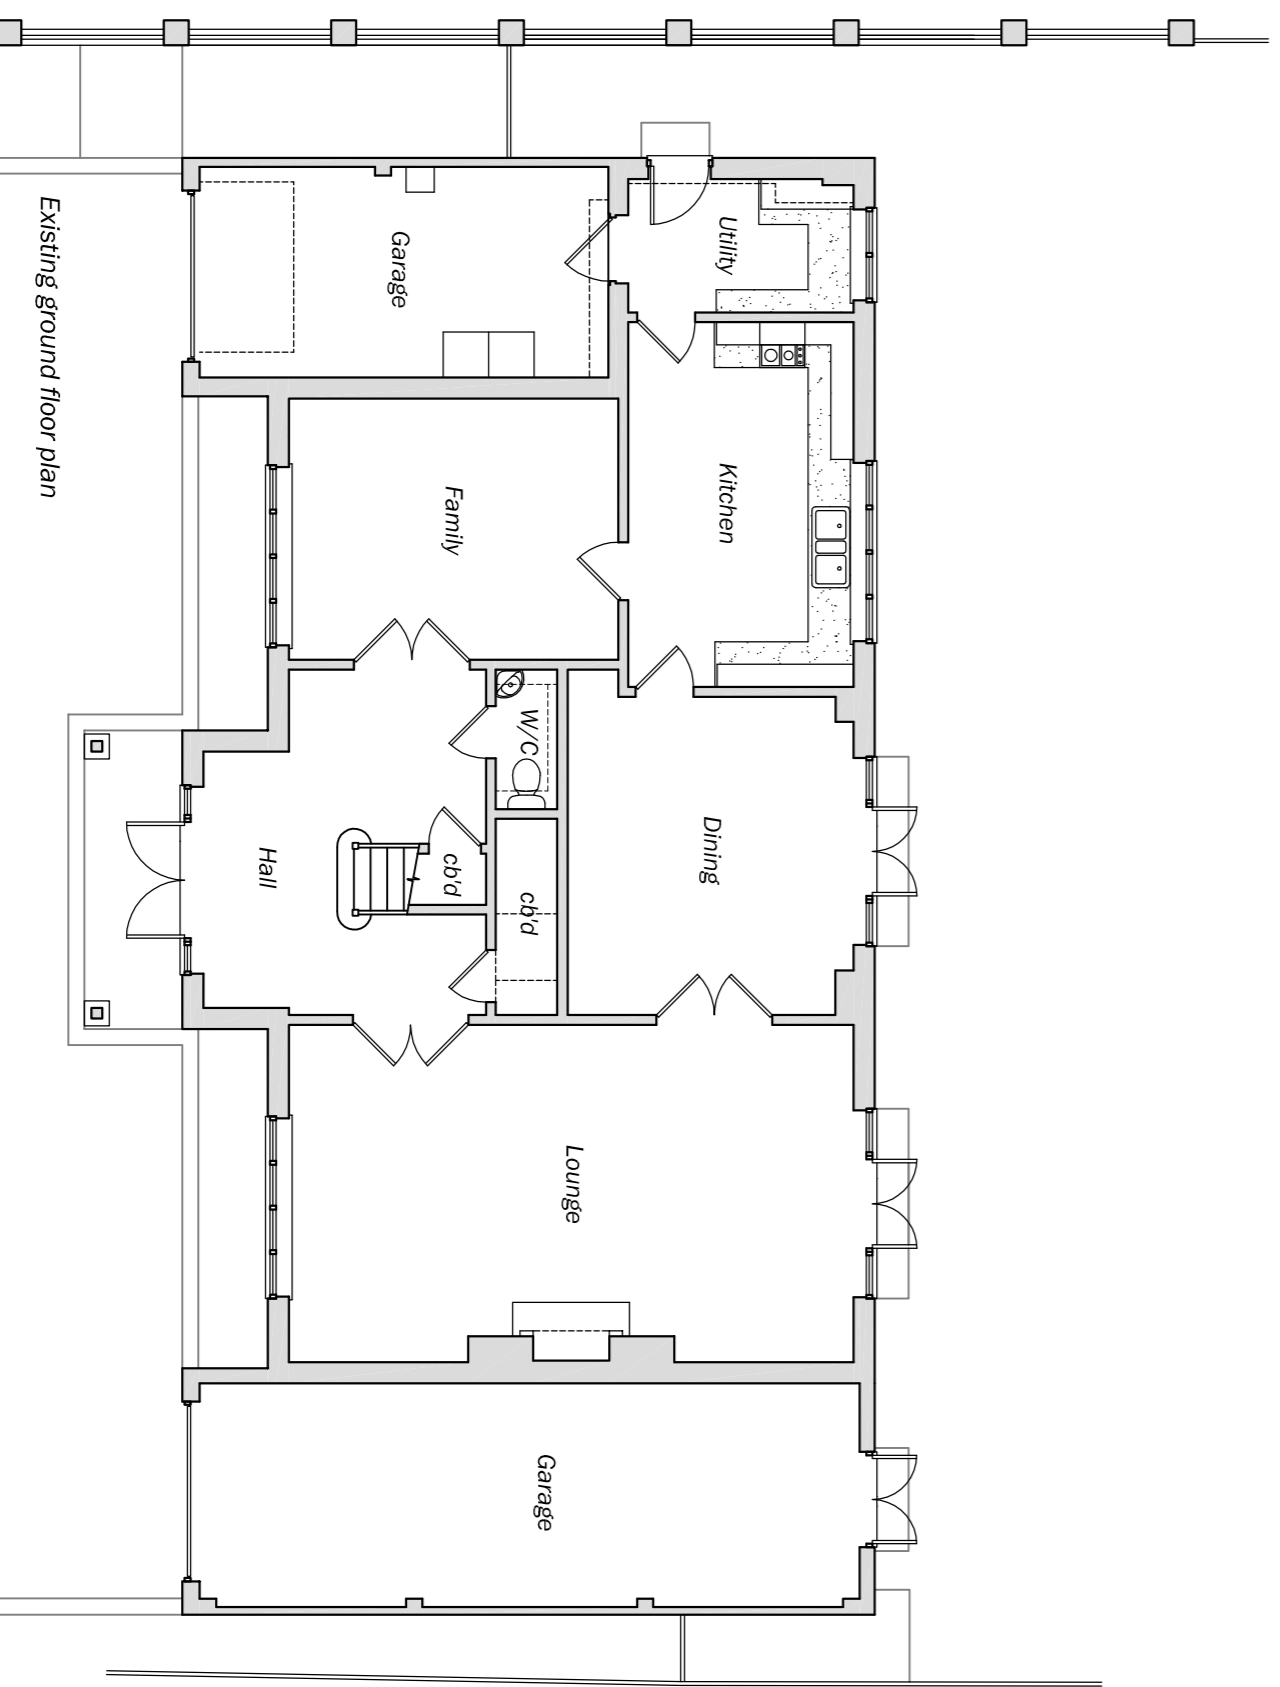 Existing ground floor plan
Garage
Utility
Kitchen
Family
W/C
cb'd
cb'd
Hall
Dining
Lounge
Garage